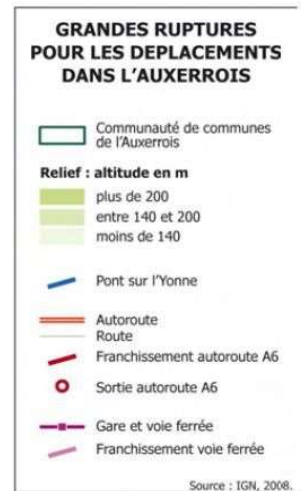 GRANDES RUPTURES
POUR LES DEPLACEMENTS
DANS L'AUXERROIS
Communauté de communes
de l'Auxerrois
Relief : altitude en m
plus de 200
entre 140 et 200
moins de 140
Pont sur l'Yonne
Autoroute
Route
Franchissement autoroute A6
Sortie autoroute A6
Gare et voie ferrée
Franchissement voie ferrée
Source : IGN, 2008.